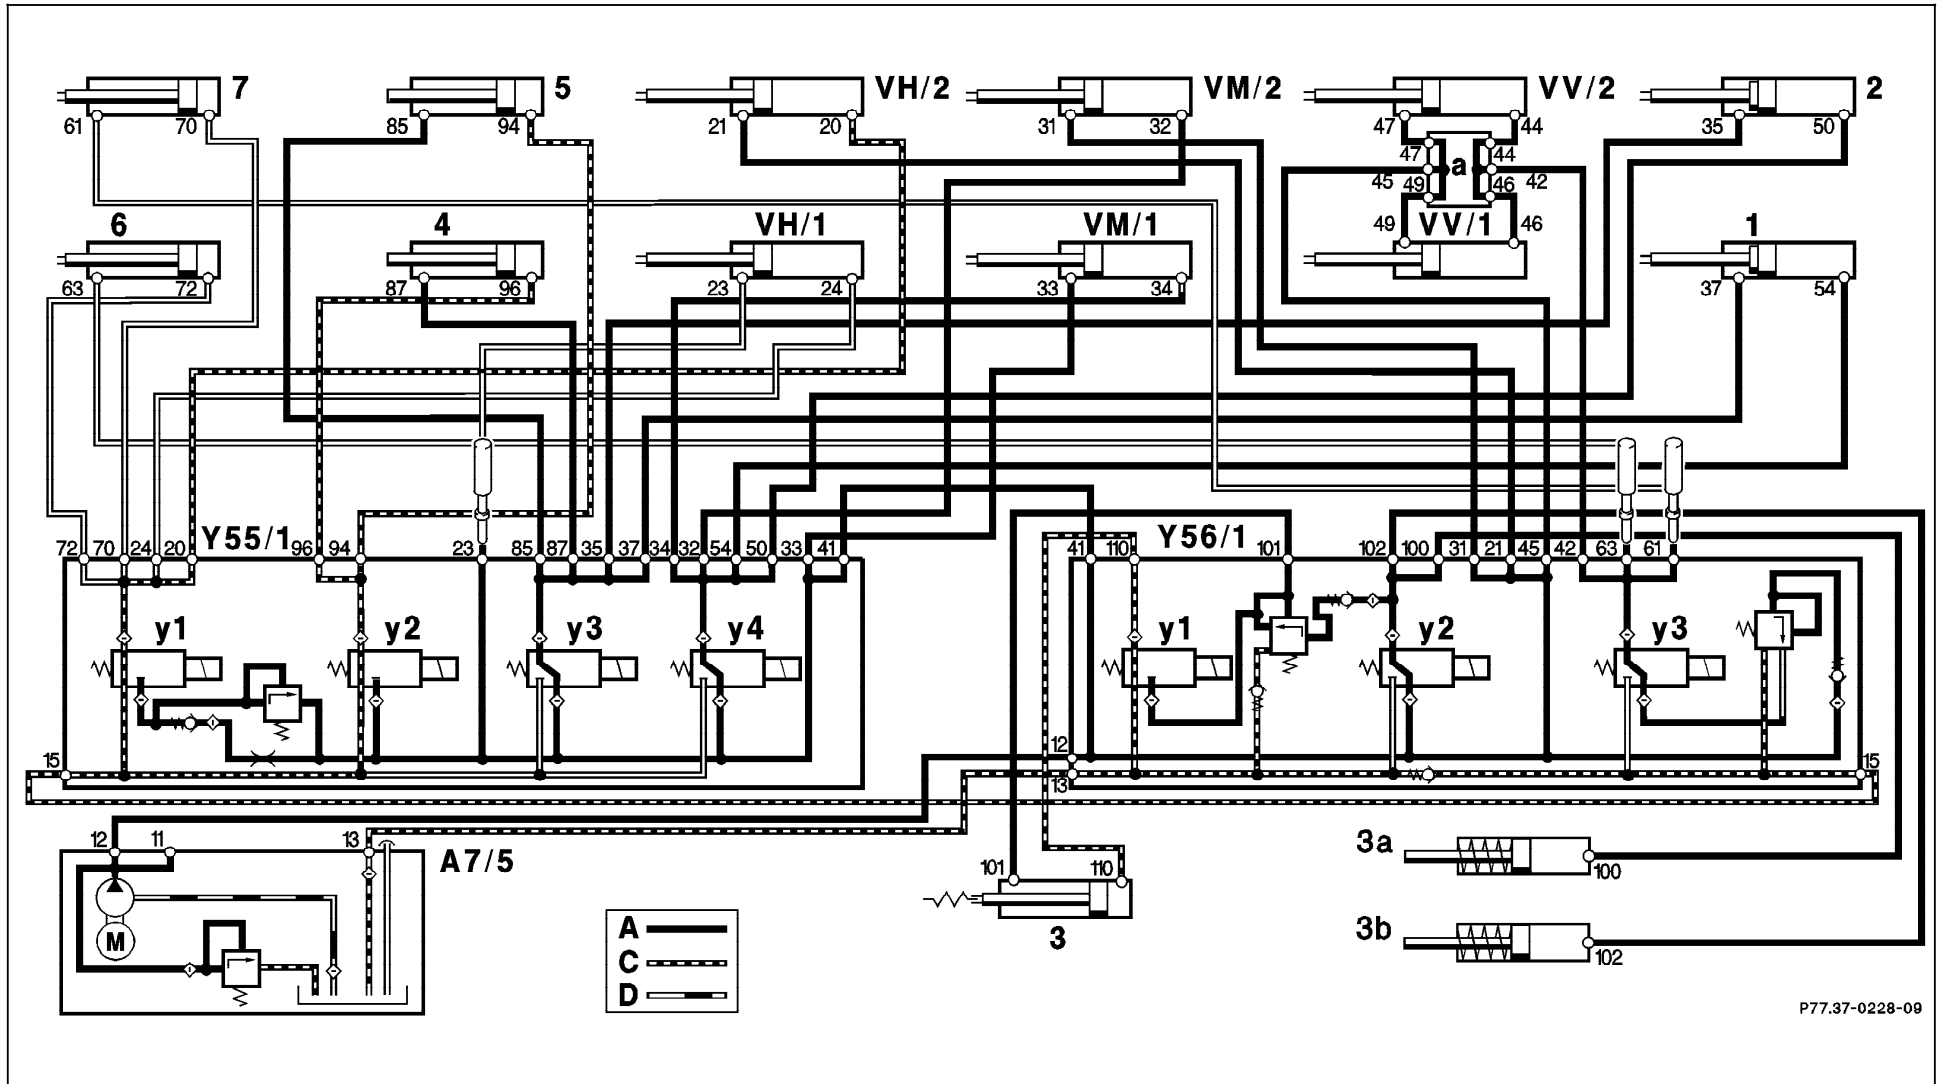 7 5 VH/2 VM/2 VV/2 2
61 70 85 94 21 20 31 32 47 44 35 50
47 a 44
45 49 46 42
6 4 VH/1 VM/1 49 VV/1 46 1
63 72 87 96 23 24 33 34 37 54
72 70 24 20 Y55/1 96 94 23 85 87 35 37 34 32 54 50 33 41 41 110 Y56/1 101 102 100 31 21 45 42 63 61
y1 y2 y3 y4 y1 y2 y3
15 12 13 15
12 11 13 A7/5
M
101 110
3
3a 100
3b 102
A
C
D
P77.37-0228-09